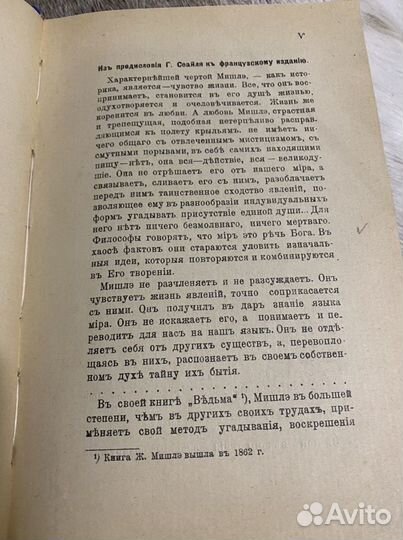 V
Изъ предисловія Г. Сеайля къ французскому изданію.
Характернѣйшей чертой Мишлэ, — какъ исто-
рика, является—чувство жизни. Все, что онъ вос-
принимаетъ, становится въ его душѣ жизнью,
одухотворяется и очеловѣчивается. Жизнь же
коренится въ любви. А любовь Мишлэ, страстная
и трепещущая, подобная нетерпѣливо расправ-
ляющимся къ полету крыльямъ, не имѣетъ ни-
чего общаго съ отвлеченнымъ мистицизмомъ, съ
смутными порывами, въ себѣ самихъ находящими
пищу—нѣтъ, она вся—дѣйствіе, вся — великоду-
шіе. Она не отрѣшаетъ его отъ нашего міра, а
связываетъ, сливаетъ его съ нимъ, разоблачаетъ
передъ нимъ таинственное сходство явленій, поз-
воляющее ему въ разнообразіи индивидуальныхъ
формъ угадывать присутствіе единой души... Для
него нѣтъ ничего безмолвнаго, ничего мертваго.
Философы говорятъ, что міръ это рѣчь Бога. Въ
хаосѣ фактовъ они стараются уловить изначаль-
ныя идеи, которыя повторяются и комбинируются
въ Его твореніи.
Мишлэ не расчленяетъ и не разсуждаетъ. Онъ
чувствуетъ жизнь явленій, точно соприкасается
съ ними. Онъ получилъ въ даръ знаніе языка
міра. Онъ не искажаетъ его, а понимаетъ и пе-
реводитъ для насъ на нашъ языкъ. Онъ не отдѣ-
ляетъ себя отъ другихъ существъ, а, перевопло-
щаясь въ нихъ, распознаетъ въ своемъ собствен-
номъ духѣ тайну ихъ бытія.
Въ своей книгѣ „Вѣдьма“ ¹), Мишлэ въ большей
степени, чѣмъ въ другихъ своихъ трудахъ, при-
мѣняетъ свой методъ угадыванія, воскрешенія
¹) Книга Ж. Мишлэ вышла въ 1862 г.
Avito